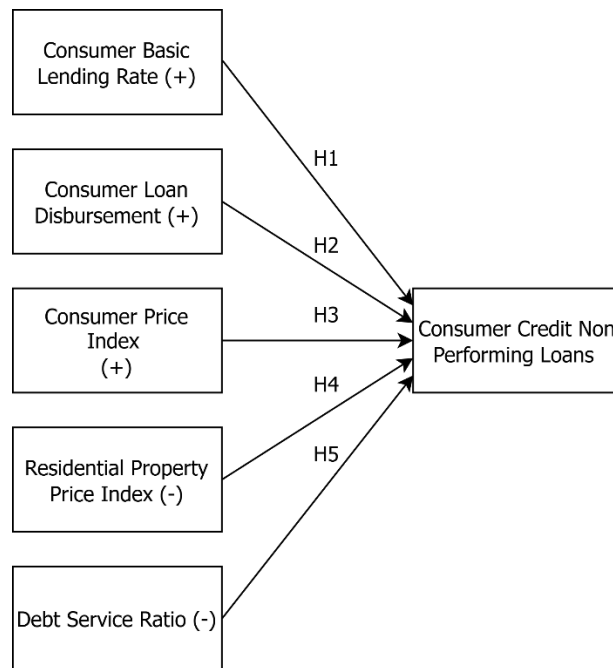 Consumer Basic
Lending Rate (+)
H1
Consumer Loan
Disbursement (+)
H2
Consumer Price
Index
(+)
H3
Consumer Credit Non
Performing Loans
H4
Residential Property
Price Index (-)
H5
Debt Service Ratio (-)